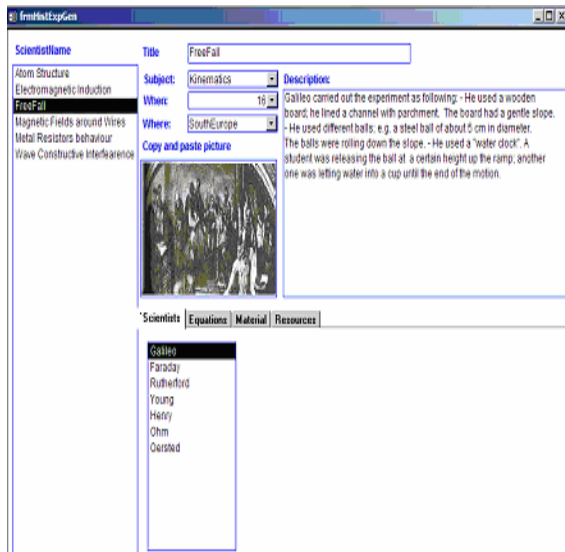 frmHistExpGen
ScientistName
Atom Structure
Electromagnetic Induction
FreeFall
Magnetic Fields around Wires
Metal Resistors behaviour
Wave Constructive Interfearence
Title
FreeFall
Subject:
Kinematics
When:
16
Where:
SouthEurope
Copy and paste picture
Description:
Galileo carried out the experiment as following: - He used a wooden
board; he lined a channel with parchment. The board had a gentle slope.
- He used different balls; e.g. a steel ball of about 5 cm in diameter.
The balls were rolling down the slope. - He used a "water clock". A
student was releasing the ball at a certain height up the ramp; another
one was letting water into a cup until the end of the motion.
Scientists
Equations
Material
Resources
Galileo
Faraday
Rutherford
Young
Henry
Ohm
Oersted